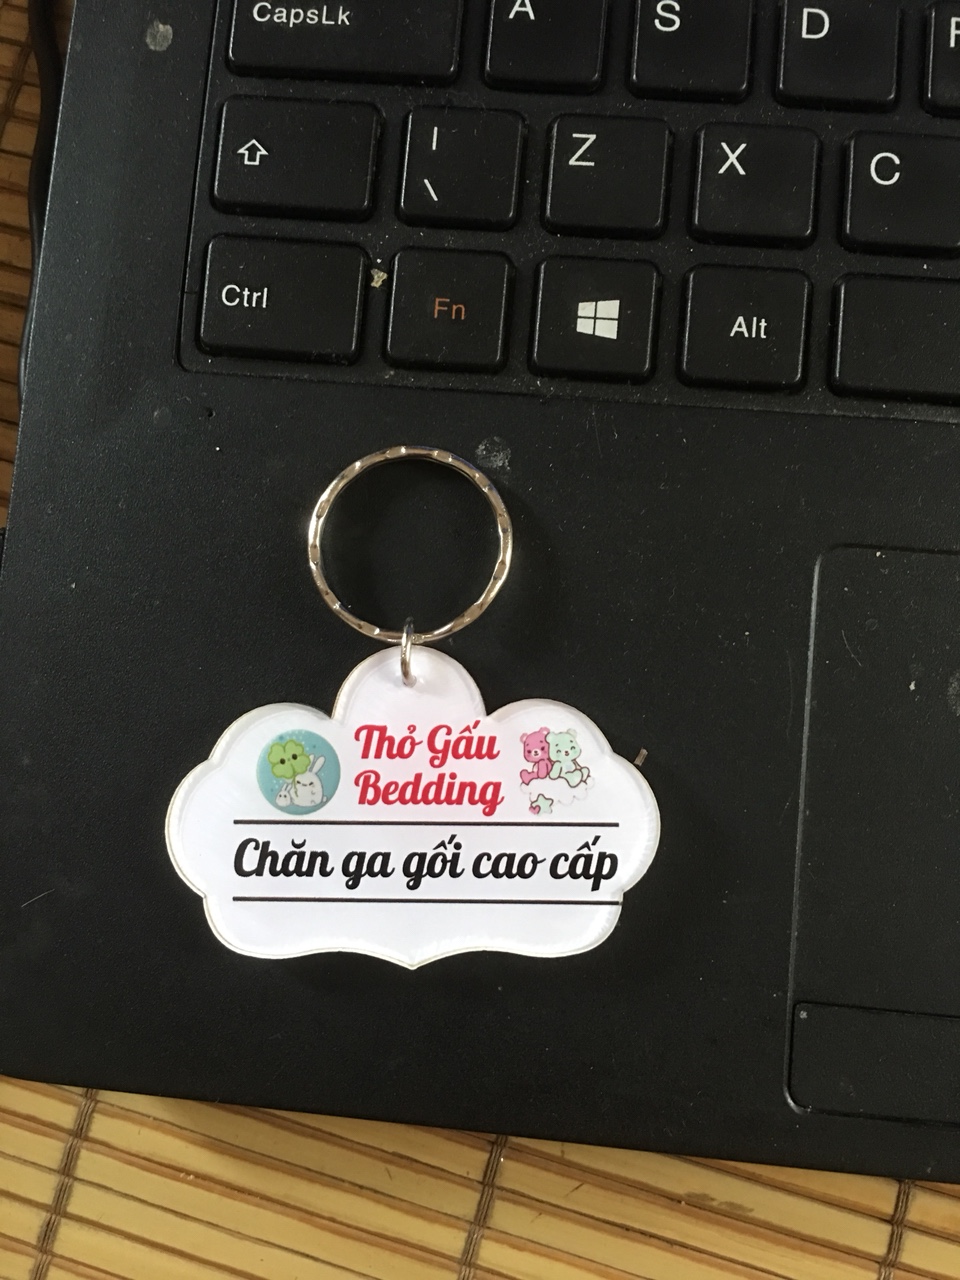 CapsLk
A
S
D
F
|
\
Z
X
C
Ctrl
Fn
Alt
Thỏ Gấu
Bedding
Chăn ga gối cao cấp